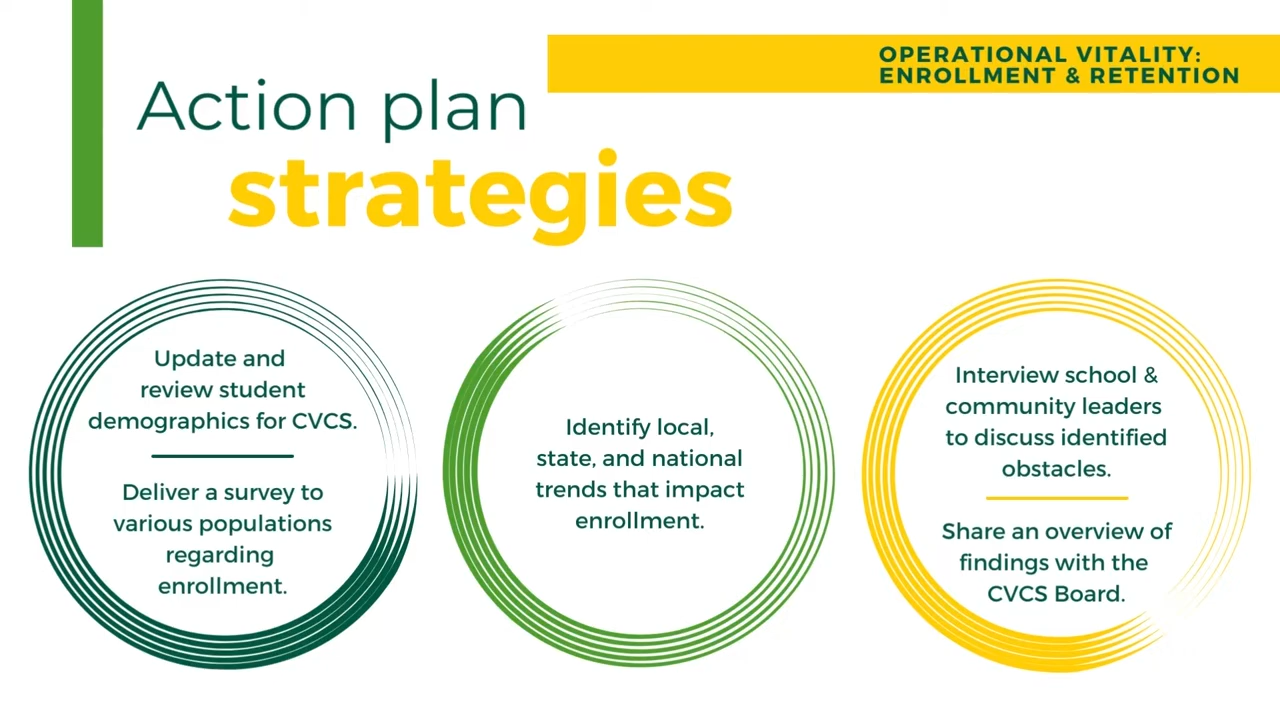 OPERATIONAL VITALITY:
ENROLLMENT & RETENTION
Action plan
strategies
Update and
review student
demographics for CVCS.
Deliver a survey to
various populations
regarding
enrollment.
Identify local,
state, and national
trends that impact
enrollment.
Interview school &
community leaders
to discuss identified
obstacles.
Share an overview of
findings with the
CVCS Board.